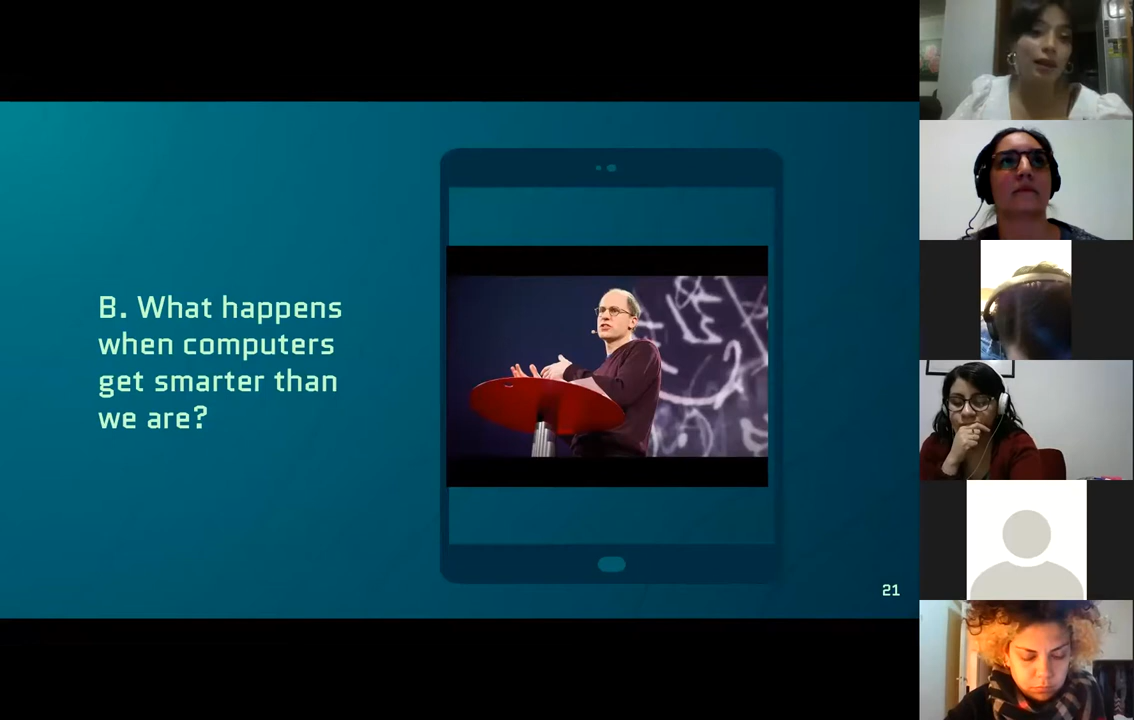 B. What happens
when computers
get smarter than
we are?
21